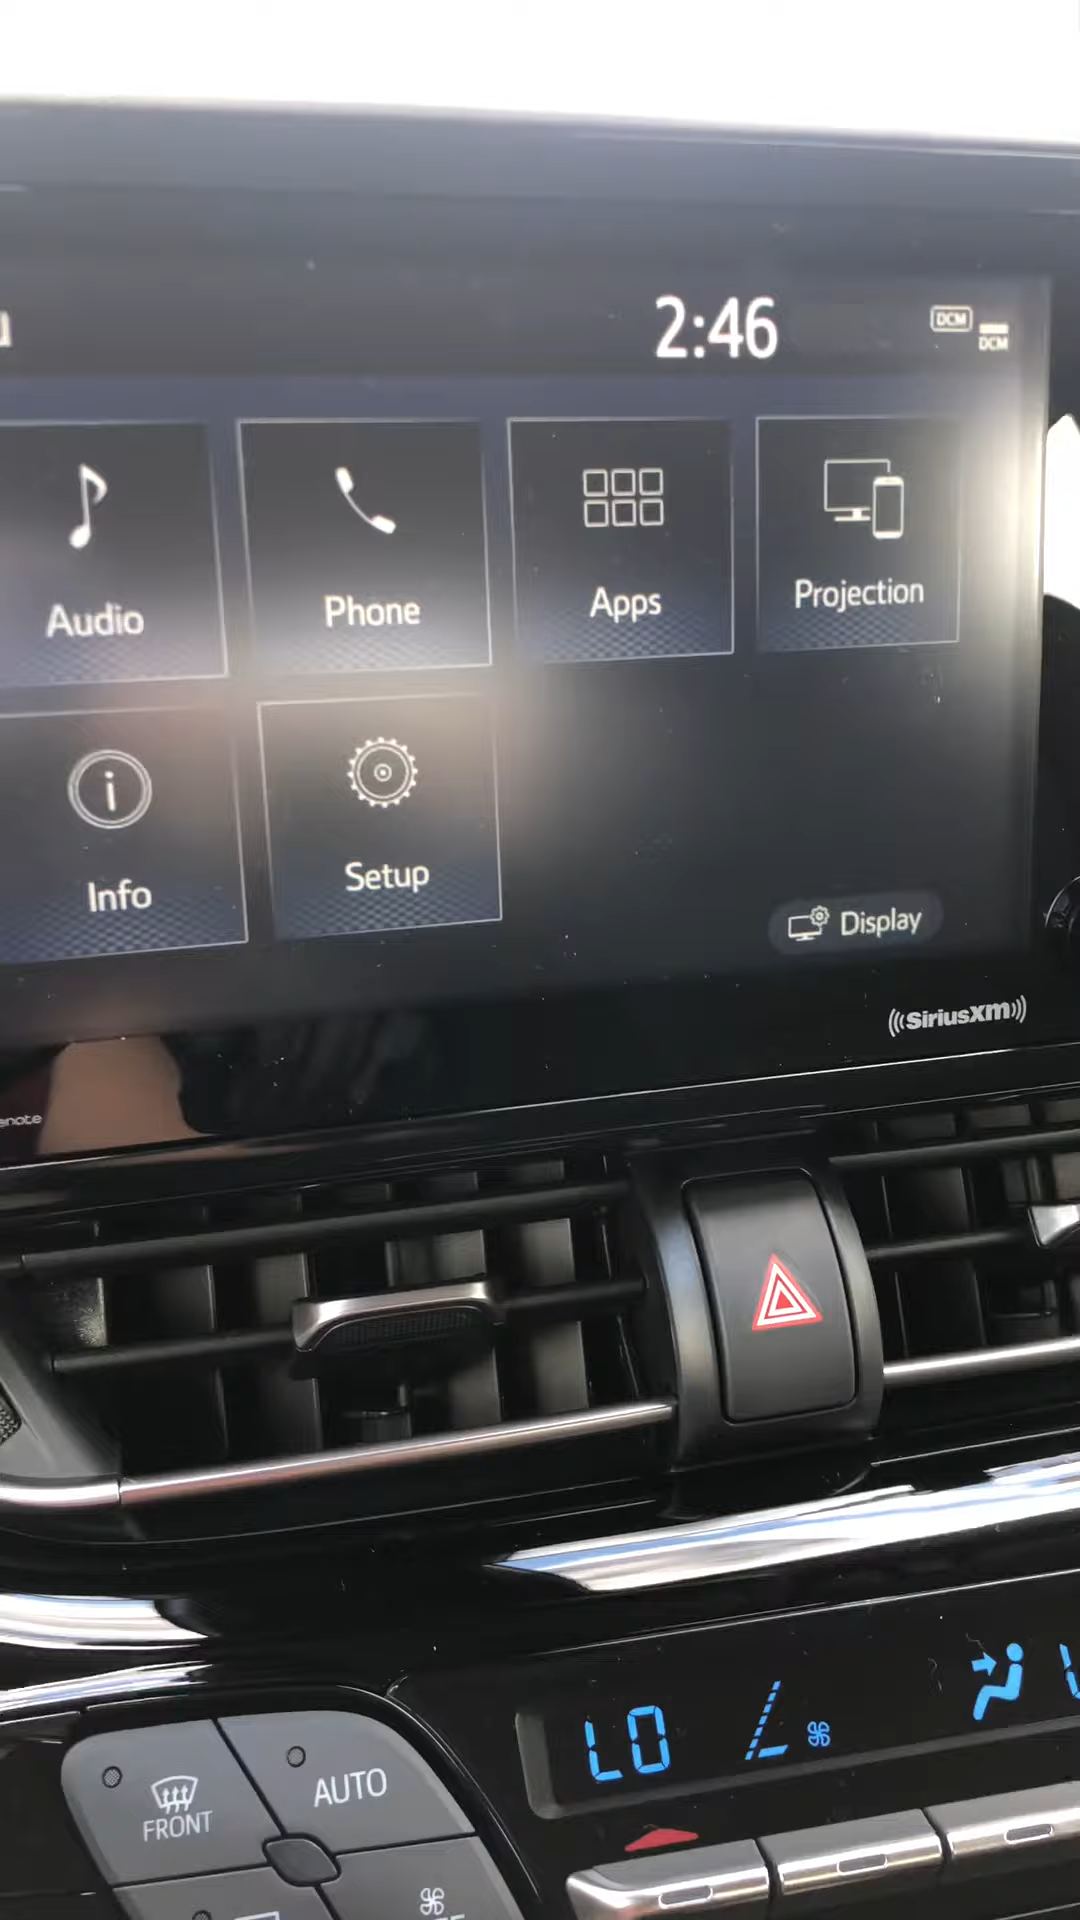 2:46
DCM
DCM
Audio
Phone
Apps
Projection
Info
Setup
Display
SiriusXM
LO
FRONT
AUTO